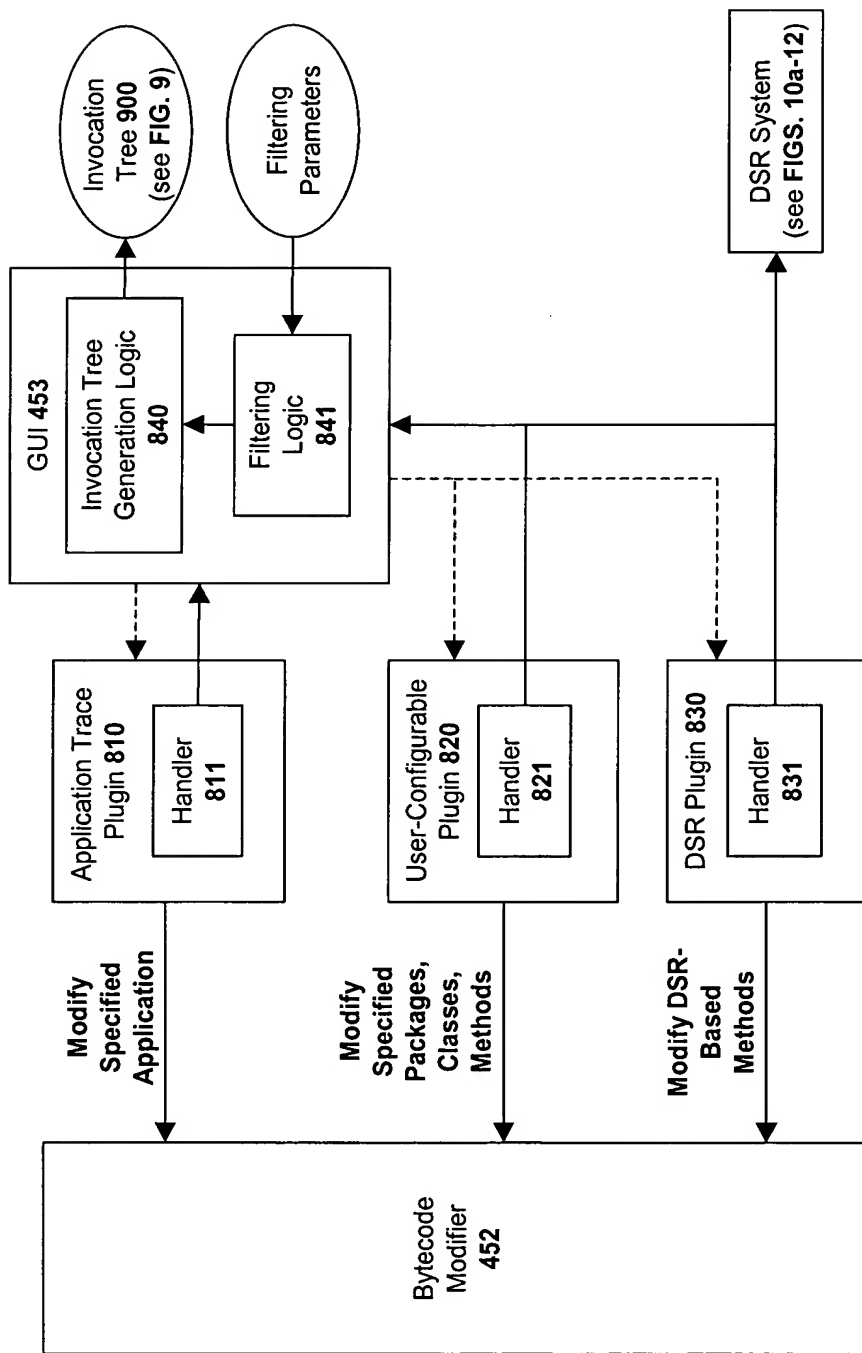 Bytecode
Modifier
452
Modify
Specified
Application
Modify
Specified
Packages,
Classes,
Methods
Modify DSR-
Based
Methods
Application Trace
Plugin 810
Handler
811
User-Configurable
Plugin 820
Handler
821
DSR Plugin 830
Handler
831
GUI 453
Invocation Tree
Generation Logic
840
Filtering
Logic
841
Invocation
Tree 900
(see FIG. 9)
Filtering
Parameters
DSR System
(see FIGS. 10a-12)